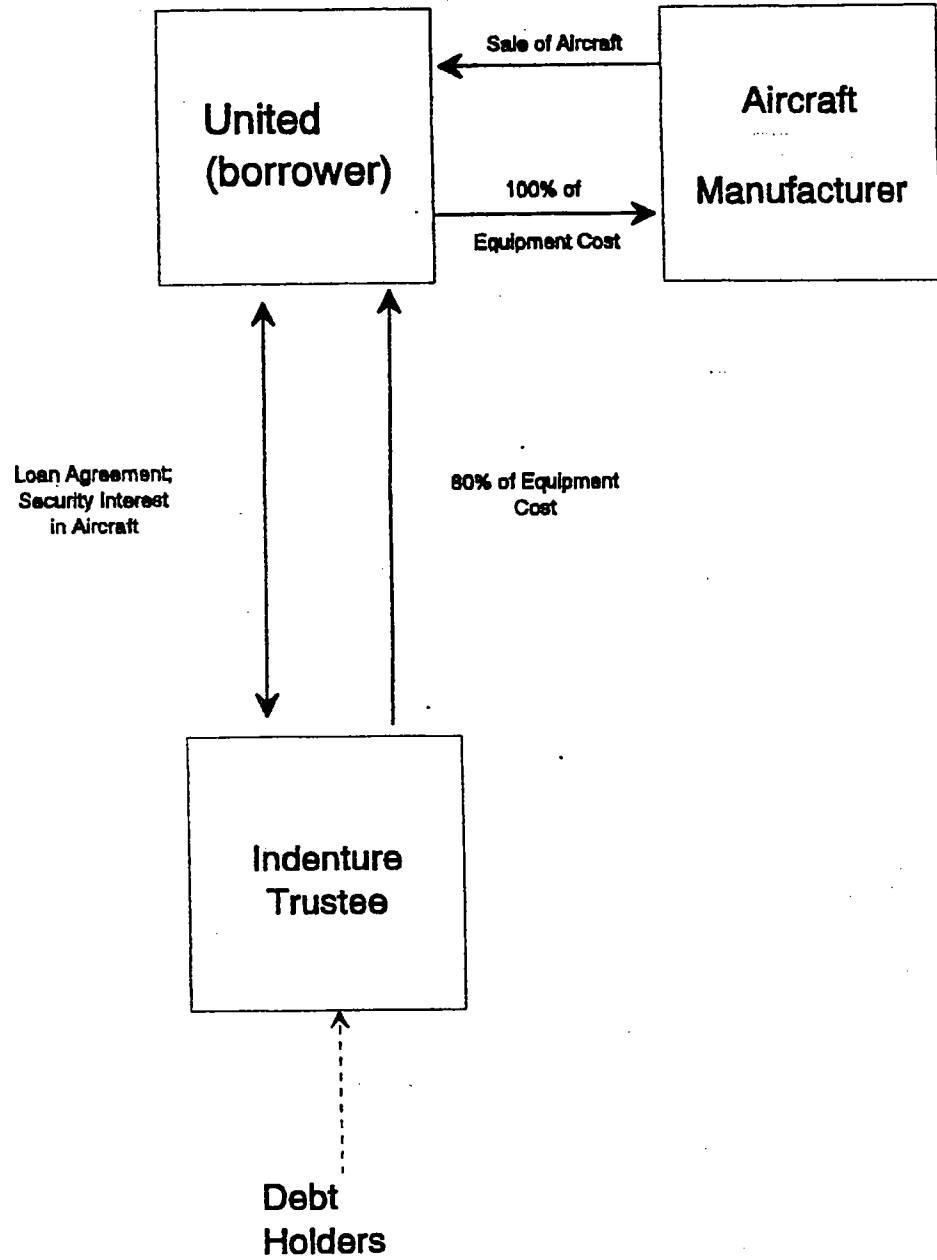 Sale of Aircraft
United
(borrower)
Aircraft
Manufacturer
100% of
Equipment Cost
Loan Agreement;
Security Interest
in Aircraft
80% of Equipment
Cost
Indenture
Trustee
Debt
Holders